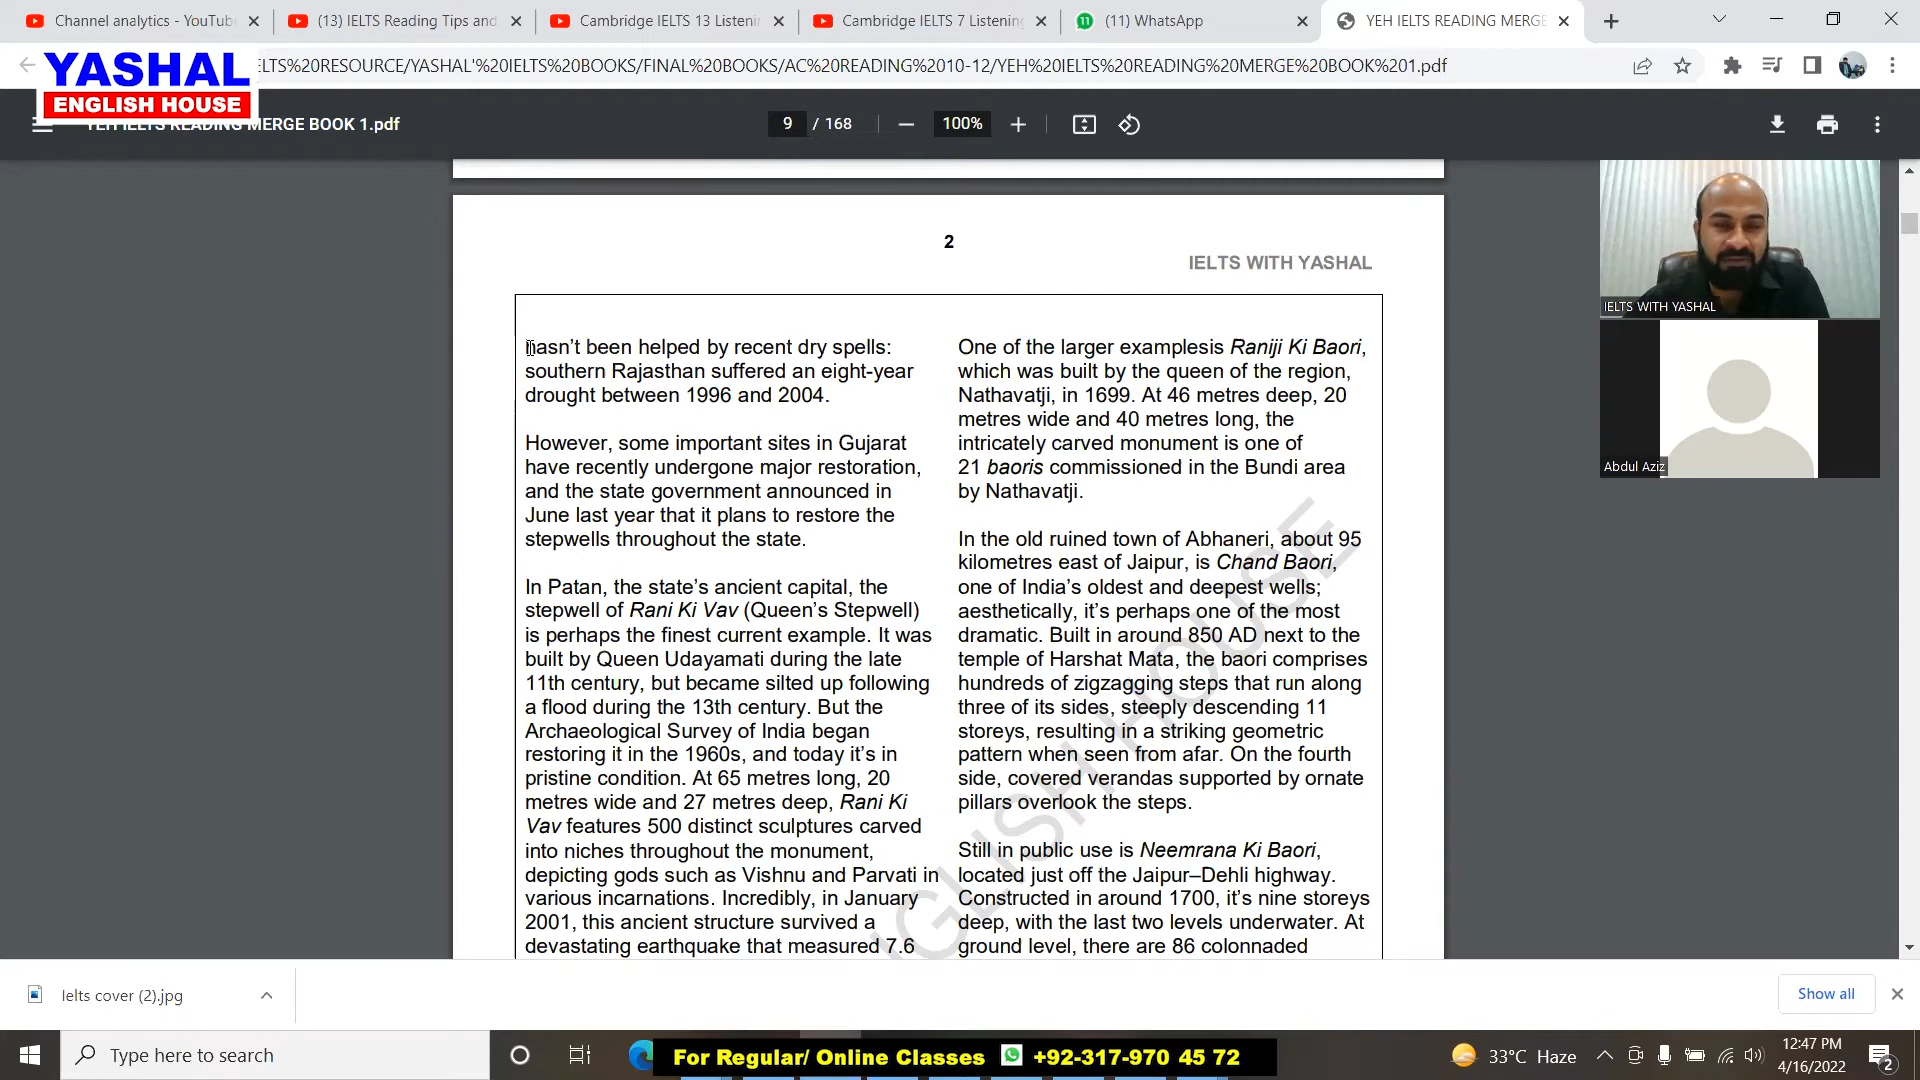 Channel analytics - YouTube
(13) IELTS Reading Tips and
Cambridge IELTS 13 Listenin
Cambridge IELTS 7 Listening
(11) WhatsApp
YEH IELTS READING MERGE
YASHAL
ENGLISH HOUSE
ELTS%20RESOURCE/YASHAL'%20IELTS%20BOOKS/FINAL%20BOOKS/AC%20READING%2010-12/YEH%20IELTS%20READING%20MERGE%20BOOK%201.pdf
YEH IELTS READING MERGE BOOK 1.pdf
9 / 168
100%
2
IELTS WITH YASHAL
hasn't been helped by recent dry spells:
southern Rajasthan suffered an eight-year
drought between 1996 and 2004.
However, some important sites in Gujarat
have recently undergone major restoration,
and the state government announced in
June last year that it plans to restore the
stepwells throughout the state.
In Patan, the state's ancient capital, the
stepwell of Rani Ki Vav (Queen's Stepwell)
is perhaps the finest current example. It was
built by Queen Udayamati during the late
11th century, but became silted up following
a flood during the 13th century. But the
Archaeological Survey of India began
restoring it in the 1960s, and today it's in
pristine condition. At 65 metres long, 20
metres wide and 27 metres deep, Rani Ki
Vav features 500 distinct sculptures carved
into niches throughout the monument,
depicting gods such as Vishnu and Parvati in
various incarnations. Incredibly, in January
2001, this ancient structure survived a
devastating earthquake that measured 7.6
One of the larger examplesis Raniji Ki Baori,
which was built by the queen of the region,
Nathavatji, in 1699. At 46 metres deep, 20
metres wide and 40 metres long, the
intricately carved monument is one of
21 baoris commissioned in the Bundi area
by Nathavatji.
In the old ruined town of Abhaneri, about 95
kilometres east of Jaipur, is Chand Baori,
one of India's oldest and deepest wells;
aesthetically, it's perhaps one of the most
dramatic. Built in around 850 AD next to the
temple of Harshat Mata, the baori comprises
hundreds of zigzagging steps that run along
three of its sides, steeply descending 11
storeys, resulting in a striking geometric
pattern when seen from afar. On the fourth
side, covered verandas supported by ornate
pillars overlook the steps.
Still in public use is Neemrana Ki Baori,
located just off the Jaipur–Dehli highway.
Constructed in around 1700, it's nine storeys
deep, with the last two levels underwater. At
ground level, there are 86 colonnaded
GLISH HOUSE
IELTS WITH YASHAL
Abdul Aziz
Ielts cover (2).jpg
Show all
Type here to search
For Regular/ Online Classes +92-317-970 45 72
33°C Haze
12:47 PM
4/16/2022
2